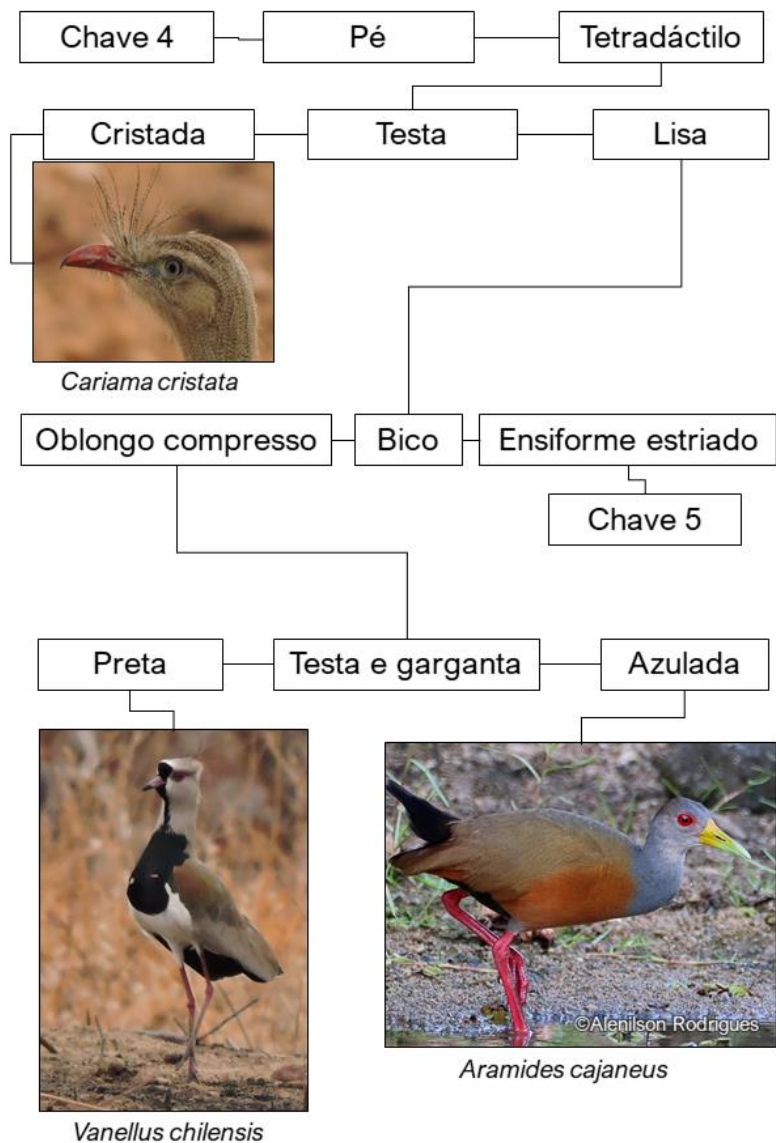 Chave 4
Pé
Tetradáctilo
Cristada
Testa
Lisa
Cariama cristata
Oblongo compresso
Bico
Ensiforme estriado
Chave 5
Preta
Testa e garganta
Azulada
©Alenilson Rodrigues
Aramides cajaneus
Vanellus chilensis